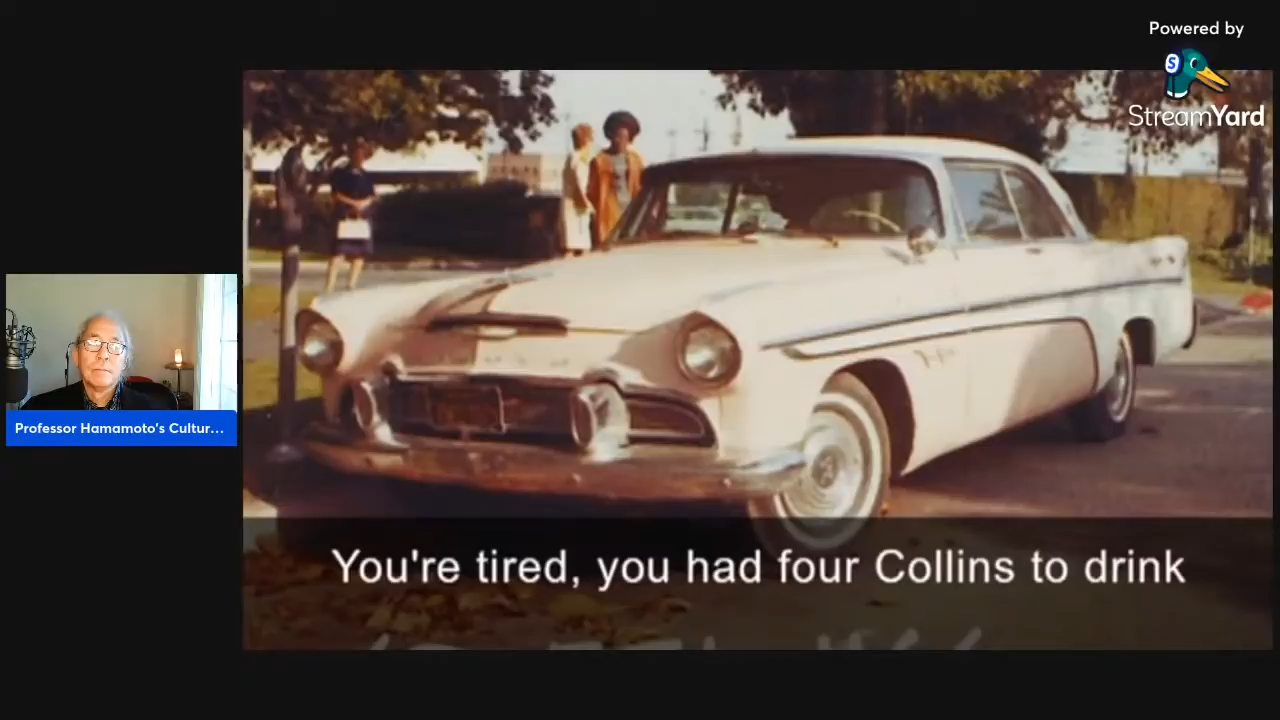 Powered by
StreamYard
Professor Hamamoto's Cultur...
You're tired, you had four Collins to drink